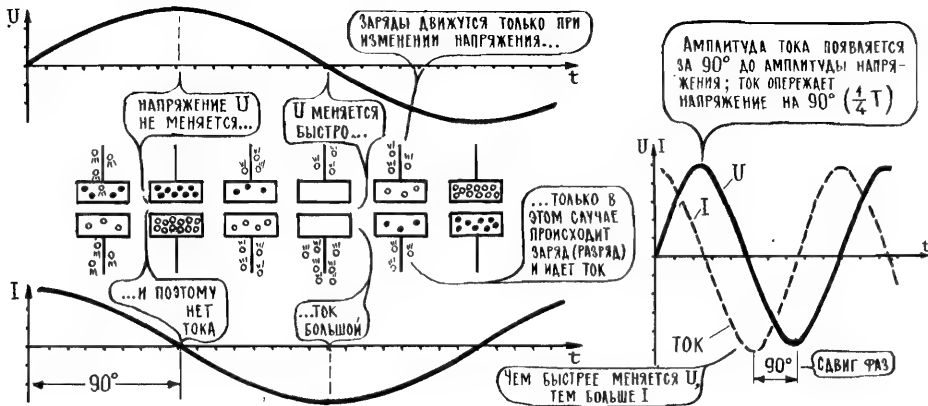 U
ЗАРЯДЫ ДВИЖУТСЯ ТОЛЬКО ПРИ
ИЗМЕНЕНИИ НАПРЯЖЕНИЯ...
t
НАПРЯЖЕНИЕ U
НЕ МЕНЯЕТСЯ...
U МЕНЯЕТСЯ
БЫСТРО...
...И ПОЭТОМУ
НЕТ
ТОКА
...ТОК
БОЛЬШОЙ
...ТОЛЬКО В
ЭТОМ СЛУЧАЕ
ПРОИСХОДИТ
ЗАРЯД (РАЗРЯД)
И ИДЕТ ТОК
I
t
90°
АМПЛИТУДА ТОКА ПОЯВЛЯЕТСЯ
ЗА 90° ДО АМПЛИТУДЫ НАПРЯ-
ЖЕНИЯ; ТОК ОПЕРЕЖАЕТ
НАПРЯЖЕНИЕ НА 90° (1/4 T)
U I
U
I
t
ТОК
90°
СДВИГ ФАЗ
ЧЕМ БЫСТРЕЕ МЕНЯЕТСЯ U,
ТЕМ БОЛЬШЕ I